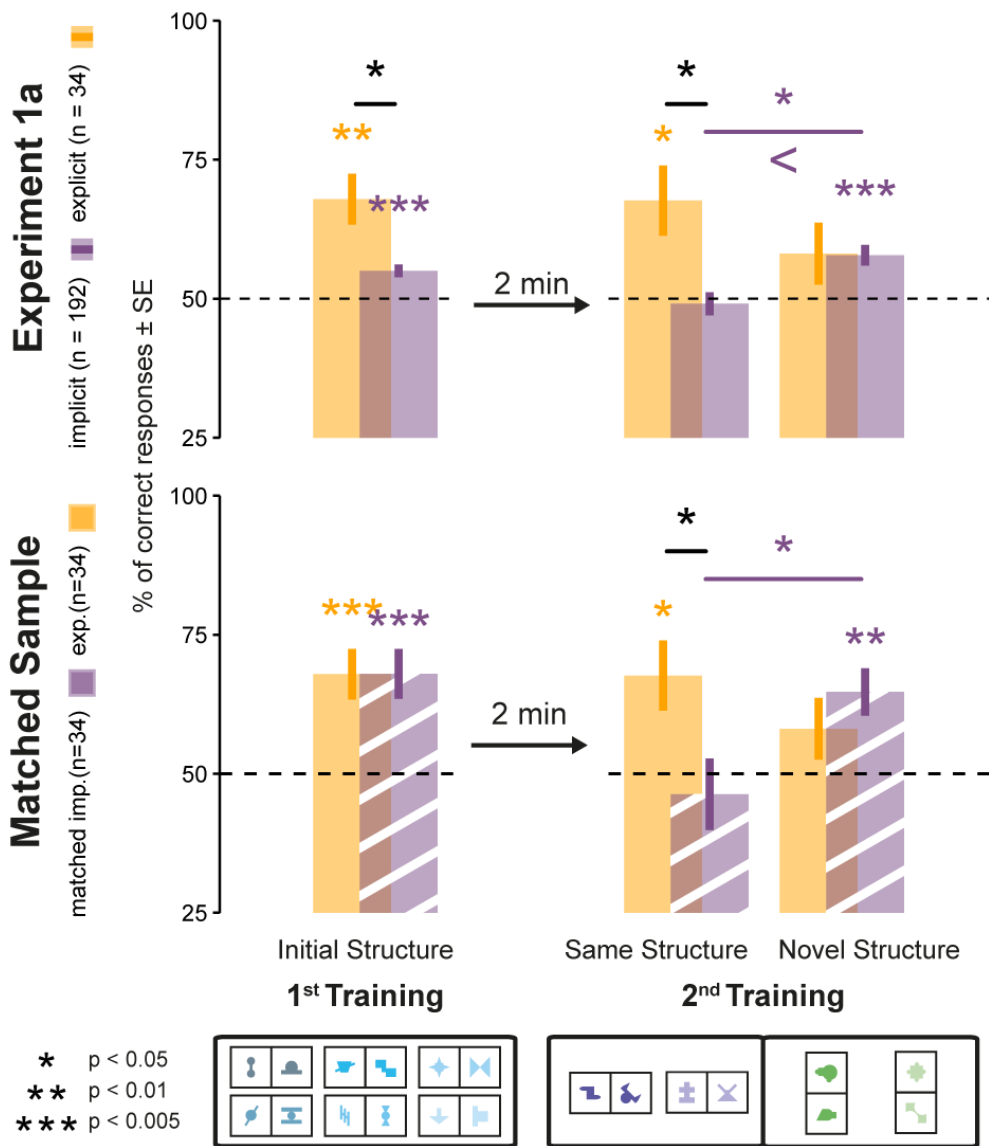 Experiment 1a
implicit (n = 192) explicit (n = 34)
% of correct responses ± SE
100
75
50
25
*
**
***
2 min
*
*
*
<
***
Matched Sample
matched imp.(n=34) exp.(n=34)
100
75
50
25
***
***
2 min
*
*
*
**
Initial Structure Same Structure Novel Structure
1st Training 2nd Training
* p < 0.05
** p < 0.01
*** p < 0.005